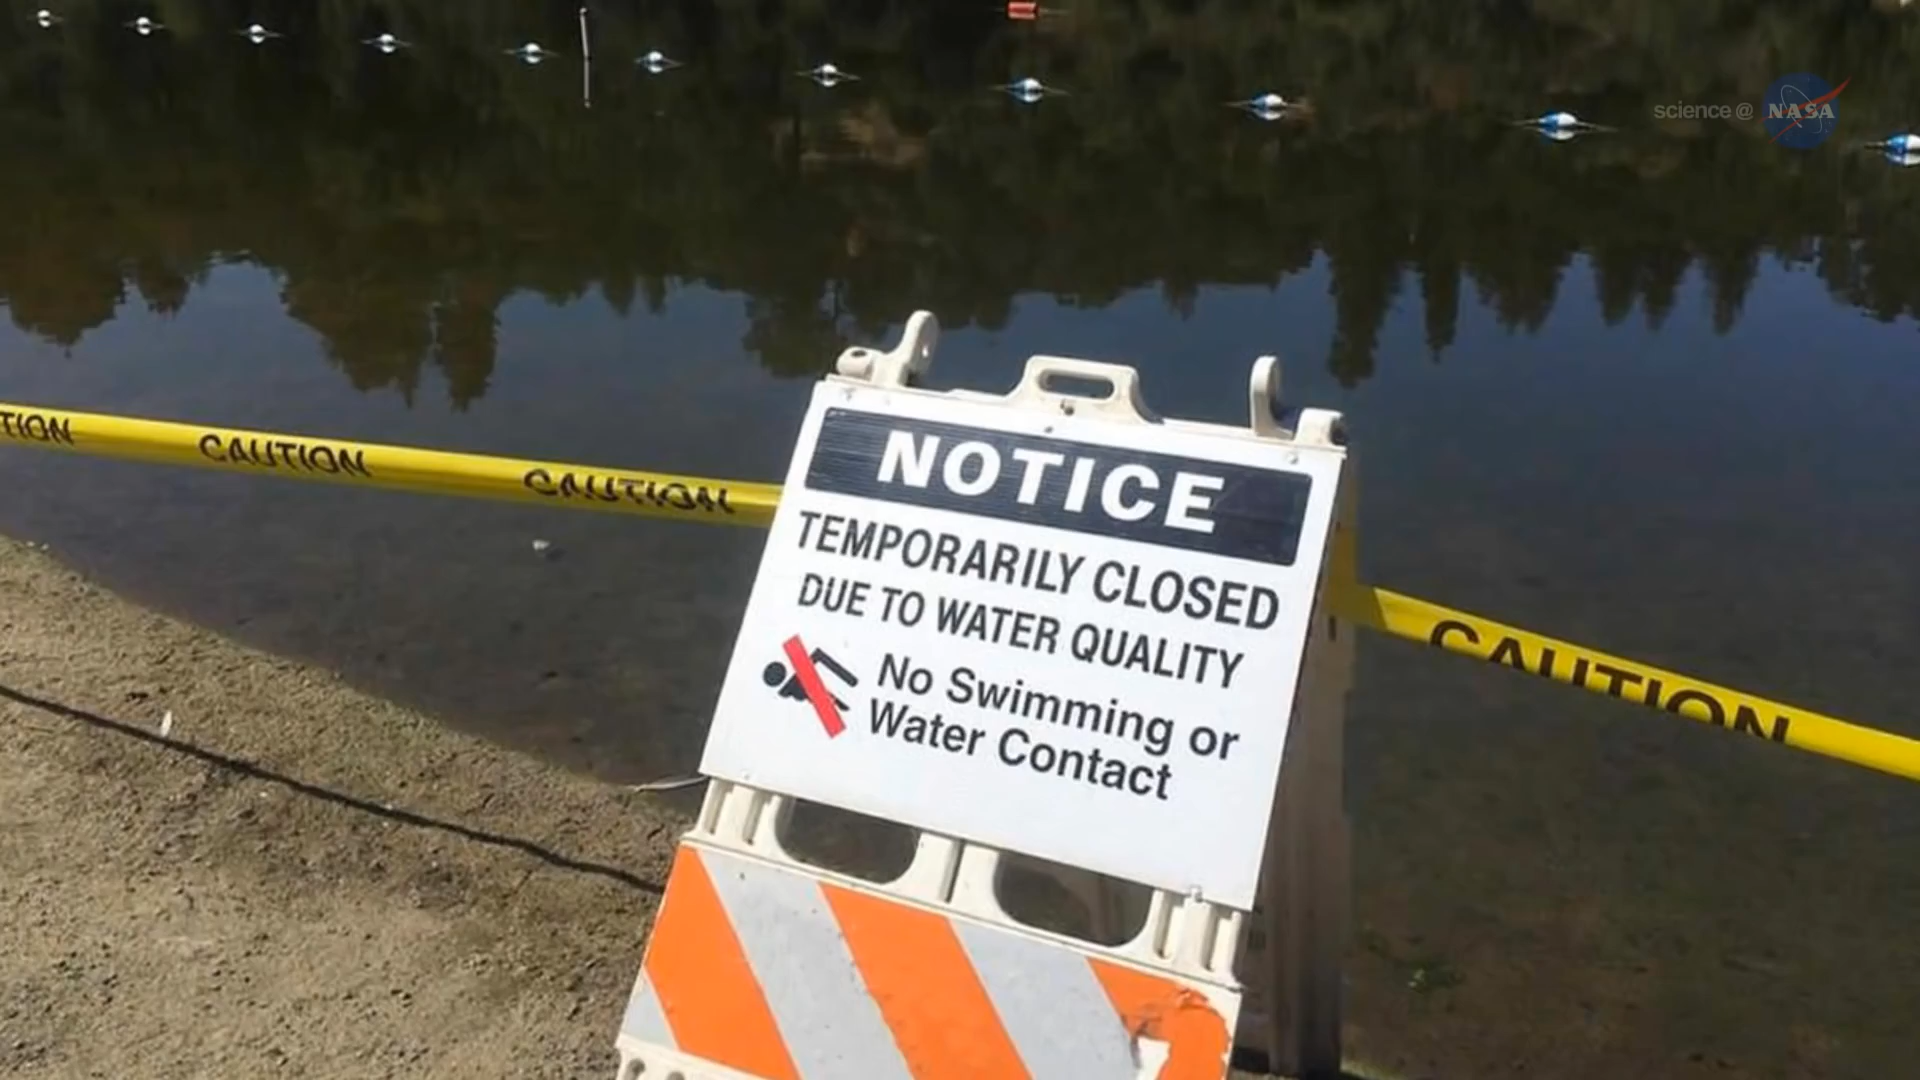 science @ NASA
TION CAUTION CAUTION
NOTICE
TEMPORARILY CLOSED
DUE TO WATER QUALITY
No Swimming or
Water Contact
CAUTION